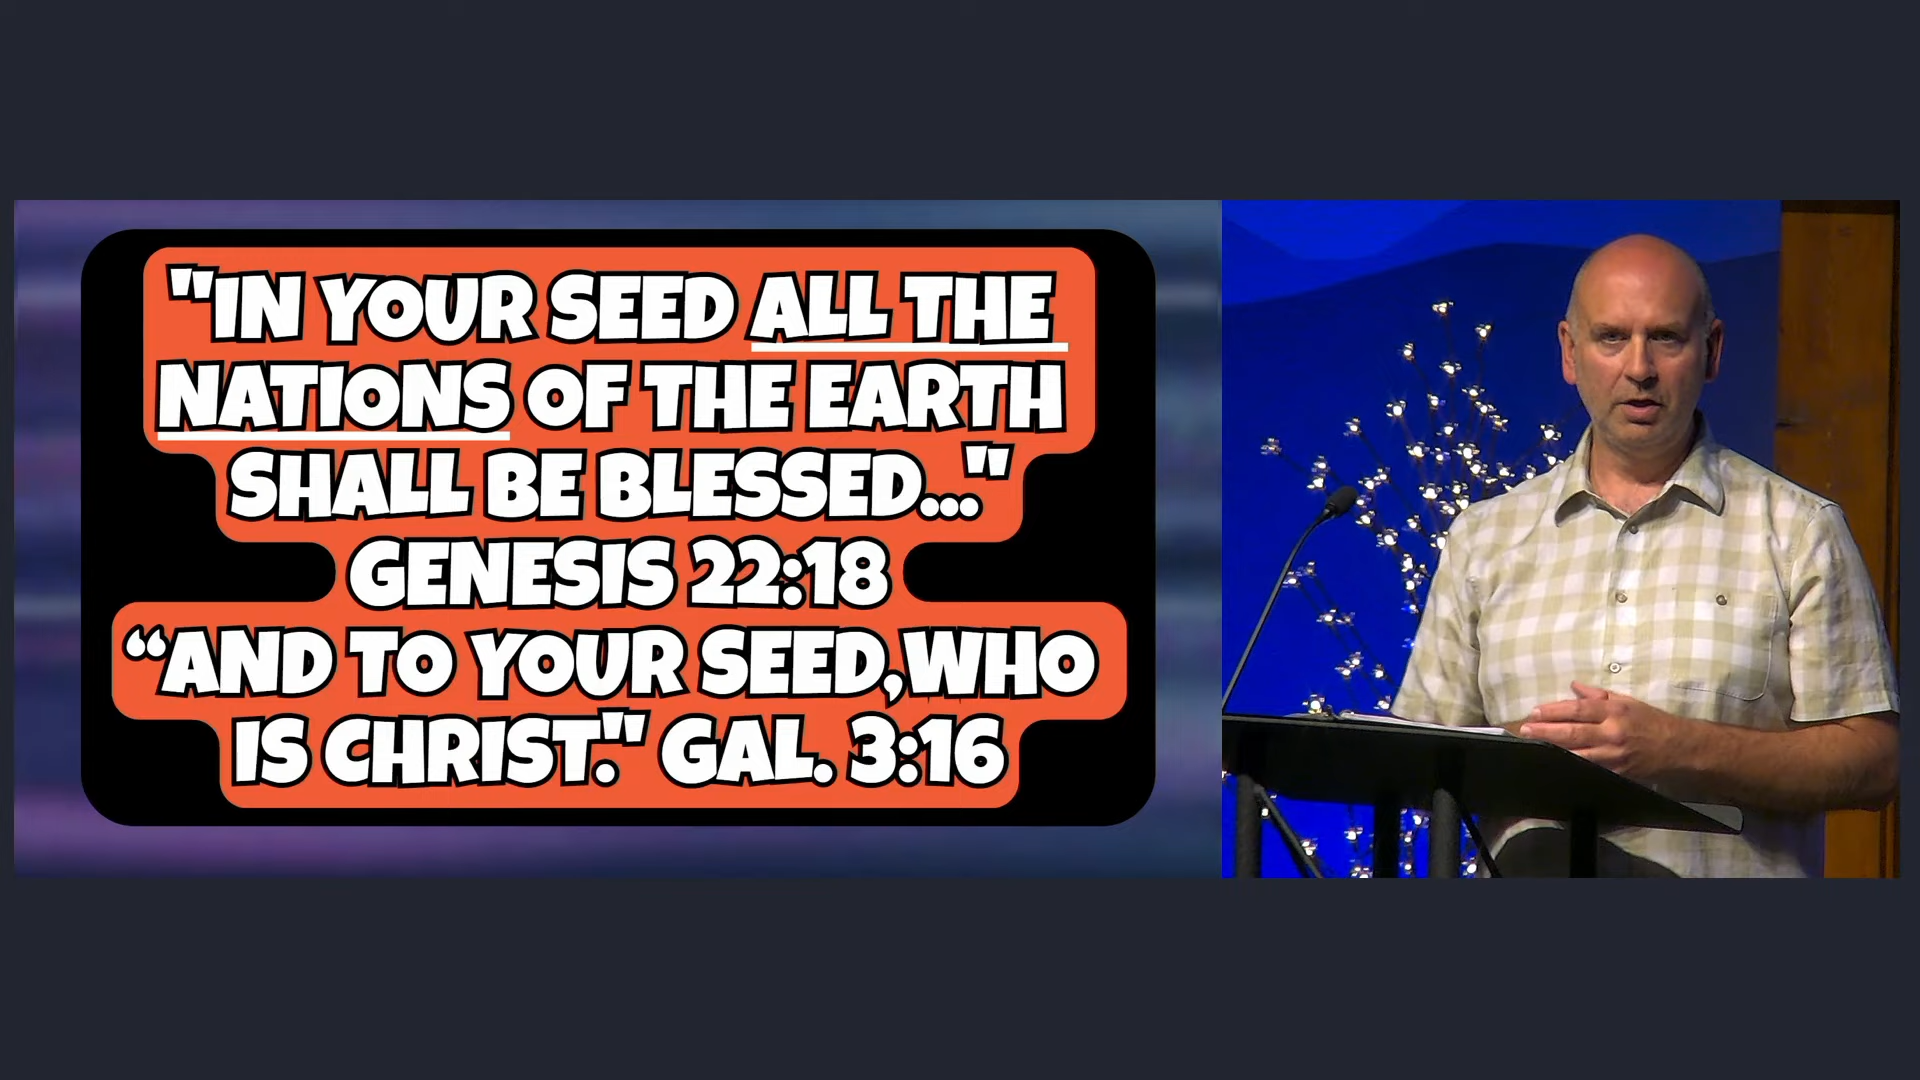 "IN YOUR SEED ALL THE
NATIONS OF THE EARTH
SHALL BE BLESSED..."
GENESIS 22:18
“AND TO YOUR SEED,WHO
IS CHRIST." GAL. 3:16